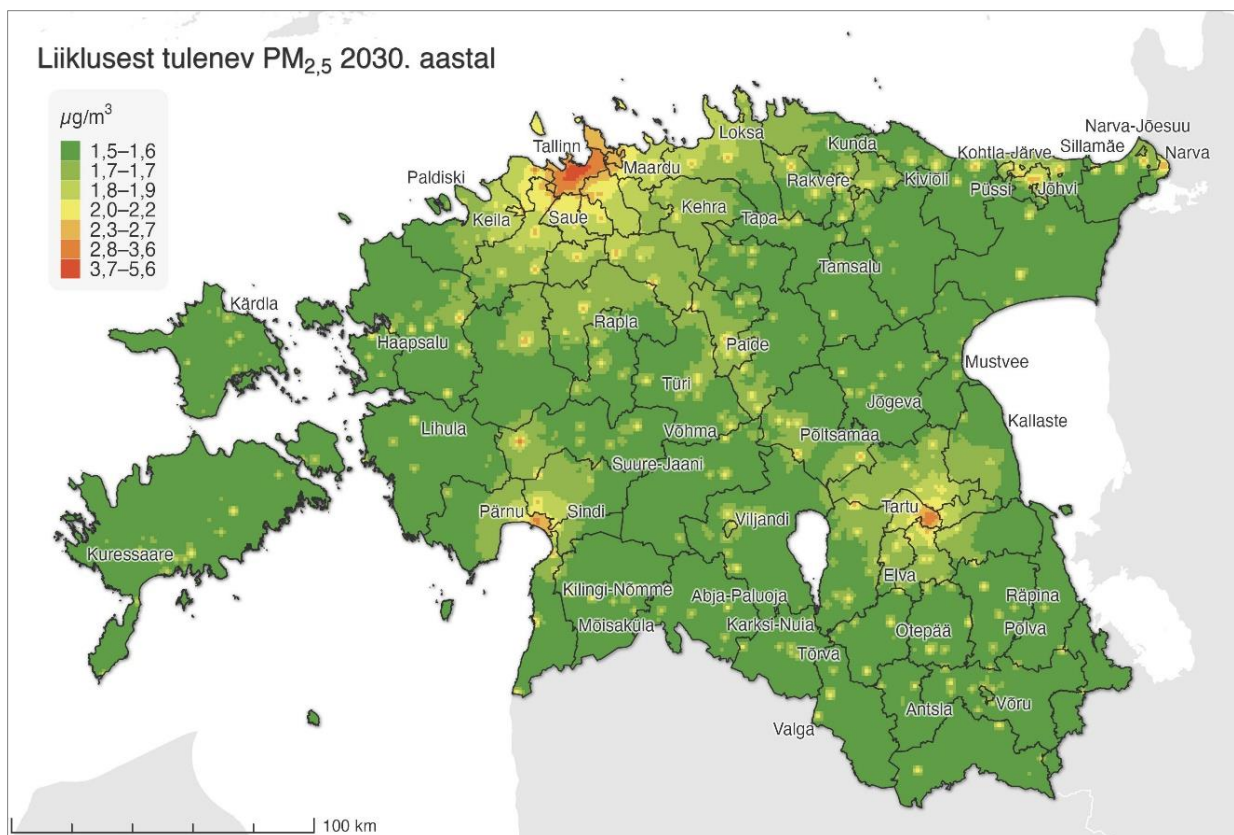 Liiklusest tulenev PM2,5 2030. aastal
µg/m3
1,5–1,6
1,7–1,7
1,8–1,9
2,0–2,2
2,3–2,7
2,8–3,6
3,7–5,6
Loksa
Narva-Jõesuu
Tallinn
Kunda
Sillamäe
Kohtla-Järve
Narva
Maardu
Paldiski
Rakvere
Kiviõli
Püssi
Jõhvi
Keila
Saue
Kehra
Tapa
Tamsalu
Kärdla
Rapla
Haapsalu
Paide
Mustvee
Türi
Jõgeva
Kallaste
Lihula
Võhma
Põltsamaa
Suure-Jaani
Tartu
Pärnu
Sindi
Viljandi
Kuressaare
Elva
Kilingi-Nõmme
Abja-Paluoja
Räpina
Mõisaküla
Karksi-Nuia
Otepää
Põlva
Tõrva
Antsla
Võru
Valga
100 km